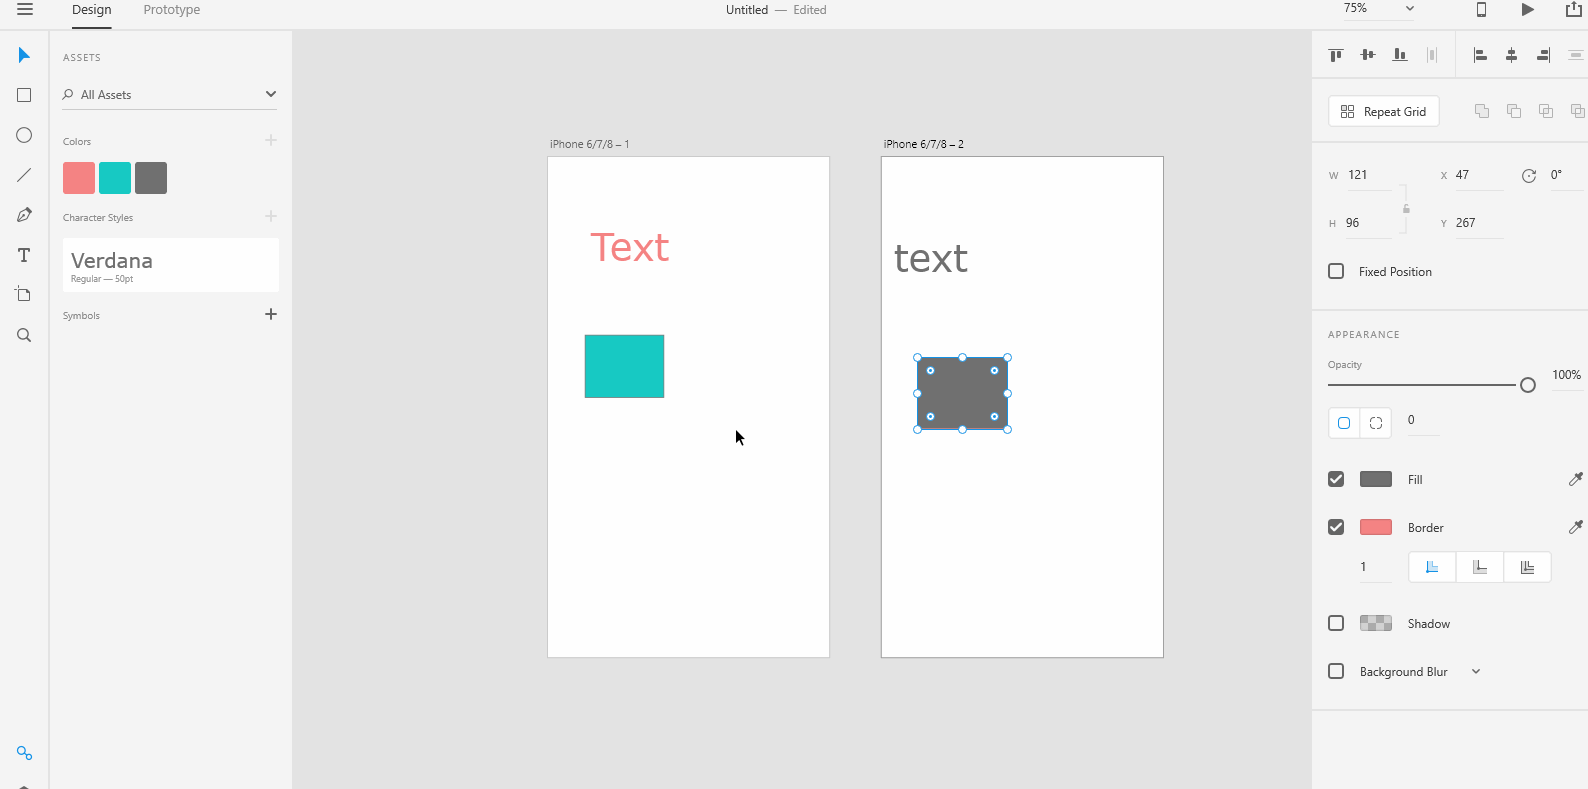 Design Prototype Untitled — Edited 75%
ASSETS
All Assets
Colors
Character Styles
Verdana
Regular — 50pt
Symbols
iPhone 6/7/8 – 1
Text
iPhone 6/7/8 – 2
text
Repeat Grid
W 121 X 47 0°
H 96 Y 267
Fixed Position
APPEARANCE
Opacity
100%
0
Fill
Border
1
Shadow
Background Blur